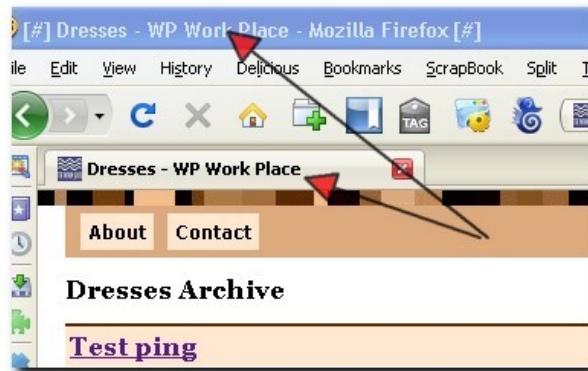 [#] Dresses - WP Work Place - Mozilla Firefox [#]
ile Edit View History Delicious Bookmarks ScrapBook Split
TAG
Dresses - WP Work Place
About Contact
Dresses Archive
Test ping